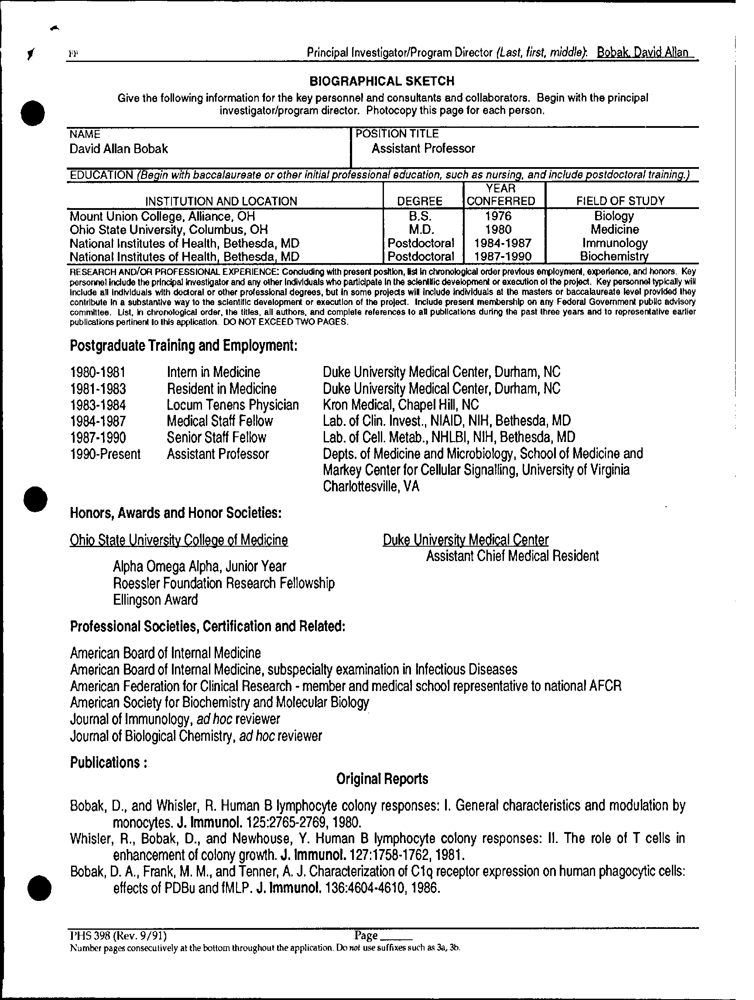 FF
Principal Investigator/Program Director (Last, first, middle): Bobak, David Allan
BIOGRAPHICAL SKETCH
Give the following information for the key personnel and consultants and collaborators. Begin with the principal
investigator/program director. Photocopy this page for each person.
NAME
POSITION TITLE
David Allan Bobak
Assistant Professor
EDUCATION (Begin with baccalaureate or other initial professional education, such as nursing, and include postdoctoral training.)
INSTITUTION AND LOCATION DEGREE YEAR CONFERRED FIELD OF STUDY
Mount Union College, Alliance, OH B.S. 1976 Biology
Ohio State University, Columbus, OH M.D. 1980 Medicine
National Institutes of Health, Bethesda, MD Postdoctoral 1984-1987 Immunology
National Institutes of Health, Bethesda, MD Postdoctoral 1987-1990 Biochemistry
RESEARCH AND/OR PROFESSIONAL EXPERIENCE: Concluding with present position, list in chronological order previous employment, experience, and honors. Key
personnel include the principal investigator and any other individuals who participate in the scientific development or execution of the project. Key personnel typically will
include all individuals with doctoral or other professional degrees, but in some projects will include individuals at the masters or baccalaureate level provided they
contribute in a substantive way to the scientific development or execution of the project. Include present membership on any Federal Government public advisory
committee. List, in chronological order, the titles, all authors, and complete references to all publications during the past three years and to representative earlier
publications pertinent to this application. DO NOT EXCEED TWO PAGES.
Postgraduate Training and Employment:
1980-1981 Intern in Medicine Duke University Medical Center, Durham, NC
1981-1983 Resident in Medicine Duke University Medical Center, Durham, NC
1983-1984 Locum Tenens Physician Kron Medical, Chapel Hill, NC
1984-1987 Medical Staff Fellow Lab. of Clin. Invest., NIAID, NIH, Bethesda, MD
1987-1990 Senior Staff Fellow Lab. of Cell. Metab., NHLBI, NIH, Bethesda, MD
1990-Present Assistant Professor Depts. of Medicine and Microbiology, School of Medicine and
Markey Center for Cellular Signalling, University of Virginia
Charlottesville, VA
Honors, Awards and Honor Societies:
Ohio State University College of Medicine Duke University Medical Center
Assistant Chief Medical Resident
Alpha Omega Alpha, Junior Year
Roessler Foundation Research Fellowship
Ellingson Award
Professional Societies, Certification and Related:
American Board of Internal Medicine
American Board of Internal Medicine, subspecialty examination in Infectious Diseases
American Federation for Clinical Research - member and medical school representative to national AFCR
American Society for Biochemistry and Molecular Biology
Journal of Immunology, ad hoc reviewer
Journal of Biological Chemistry, ad hoc reviewer
Publications :
Original Reports
Bobak, D., and Whisler, R. Human B lymphocyte colony responses: I. General characteristics and modulation by
monocytes. J. Immunol. 125:2765-2769, 1980.
Whisler, R., Bobak, D., and Newhouse, Y. Human B lymphocyte colony responses: II. The role of T cells in
enhancement of colony growth. J. Immunol. 127:1758-1762, 1981.
Bobak, D. A., Frank, M. M., and Tenner, A. J. Characterization of C1q receptor expression on human phagocytic cells:
effects of PDBu and fMLP. J. Immunol. 136:4604-4610, 1986.
PHS 398 (Rev. 9/91) Page
Number pages consecutively at the bottom throughout the application. Do not use suffixes such as 3a, 3b.